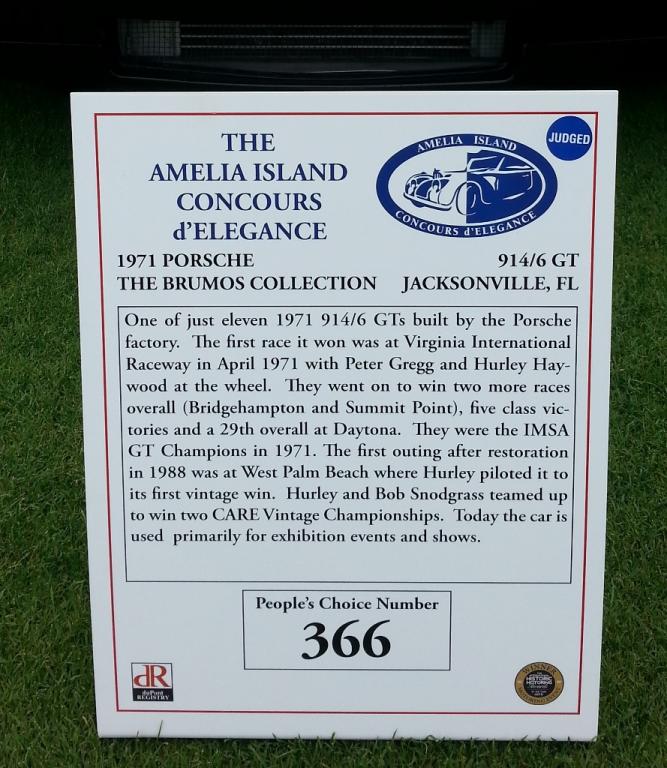 THE
AMELIA ISLAND
CONCOURS
d'ELEGANCE
AMELIA ISLAND
CONCOURS d'ELEGANCE
JUDGED
1971 PORSCHE 914/6 GT
THE BRUMOS COLLECTION JACKSONVILLE, FL
One of just eleven 1971 914/6 GTs built by the Porsche
factory. The first race it won was at Virginia International
Raceway in April 1971 with Peter Gregg and Hurley Hay-
wood at the wheel. They went on to win two more races
overall (Bridgehampton and Summit Point), five class vic-
tories and a 29th overall at Daytona. They were the IMSA
GT Champions in 1971. The first outing after restoration
in 1988 was at West Palm Beach where Hurley piloted it to
its first vintage win. Hurley and Bob Snodgrass teamed up
to win two CARE Vintage Championships. Today the car is
used primarily for exhibition events and shows.
People's Choice Number
366
dR
duPont
REGISTRY
WINNER
HISTORIC
MOTORING